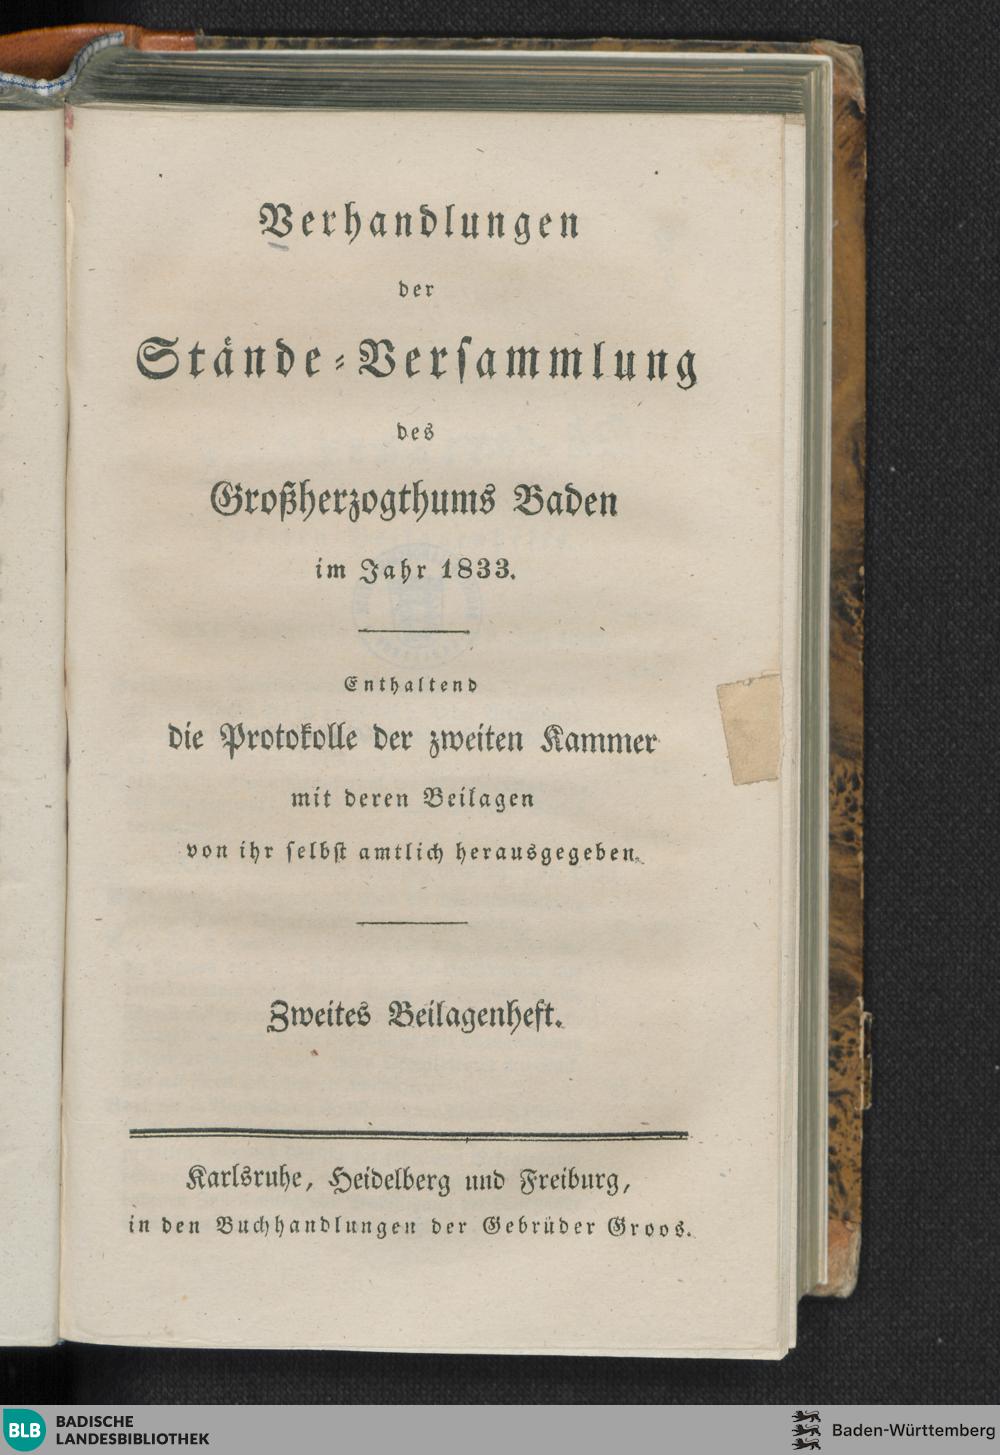 Verhandlungen
der
Stände-Versammlung
des
Großherzogthums Baden
im Jahr 1833.
Enthaltend
die Protokolle der zweiten Kammer
mit deren Beilagen
von ihr selbst amtlich herausgegeben.
Zweites Beilagenheft.
Karlsruhe, Heidelberg und Freiburg,
in den Buchhandlungen der Gebrüder Groos.
BLB BADISCHE
LANDESBIBLIOTHEK
Baden-Württemberg